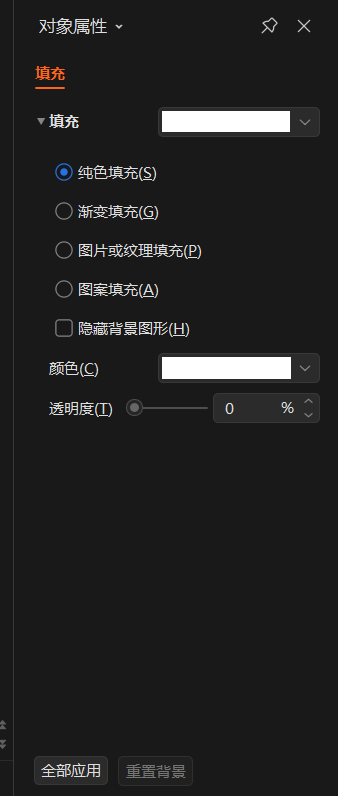 对象属性
填充
填充
纯色填充(S)
渐变填充(G)
图片或纹理填充(P)
图案填充(A)
隐藏背景图形(H)
颜色(C)
透明度(T) 0 %
全部应用 重置背景